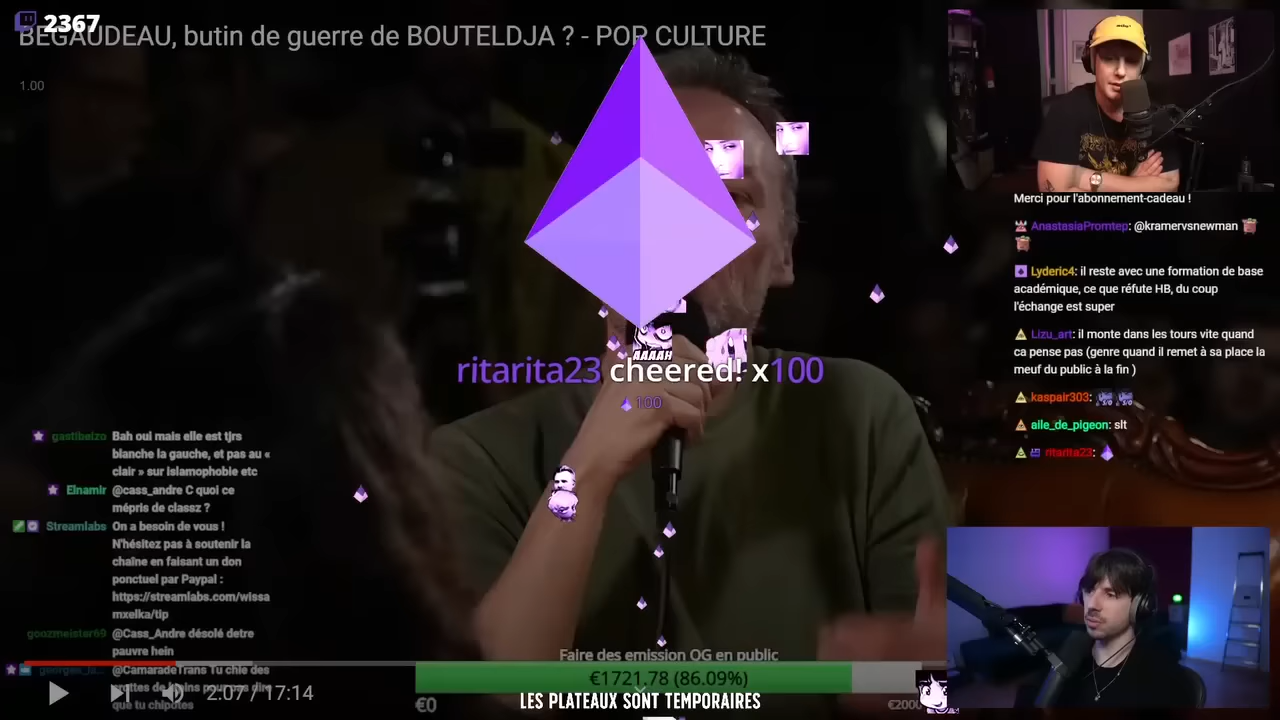 2367
BÉGAUDEAU, butin de guerre de BOUTELDJA ? - POP CULTURE
1.00
Merci pour l'abonnement-cadeau !
AnastasiaPromtep: @kramervsnewman
Lyderic4: il reste avec une formation de base
académique, ce que réfute HB, du coup
l'échange est super
Lizu_art: il monte dans les tours vite quand
ca pense pas (genre quand il remet à sa place la
meuf du public à la fin )
kaspair303:
aile_de_pigeon: slt
ritarita23:
AAAAH
ritarita23 cheered! x100
100
gastibelzo Bah oui mais elle est tjrs
blanche la gauche, et pas au «
clair » sur islamophobie etc
Elnamir @cass_andre C quoi ce
mépris de classz ?
Streamlabs On a besoin de vous !
N'hésitez pas à soutenir la
chaîne en faisant un don
ponctuel par Paypal :
https://streamlabs.com/wissa
mxelka/tip
goozmeister69 @Cass_Andre désolé detre
pauvre hein
@CamaradeTrans Tu chie des
que tu chipotes
2:07 / 17:14
Faire des emission OG en public
€1721.78 (86.09%)
€0
€2000
LES PLATEAUX SONT TEMPORAIRES